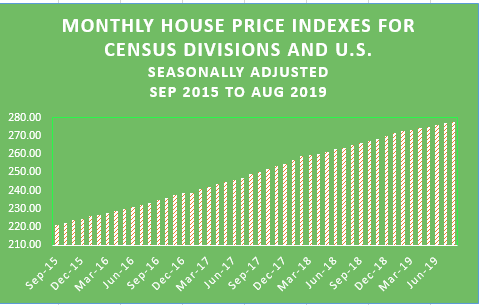 MONTHLY HOUSE PRICE INDEXES FOR
CENSUS DIVISIONS AND U.S.
SEASONALLY ADJUSTED
SEP 2015 TO AUG 2019
280.00
270.00
260.00
250.00
240.00
230.00
220.00
210.00
Sep-15
Dec-15
Mar-16
Jun-16
Sep-16
Dec-16
Mar-17
Jun-17
Sep-17
Dec-17
Mar-18
Jun-18
Sep-18
Dec-18
Mar-19
Jun-19